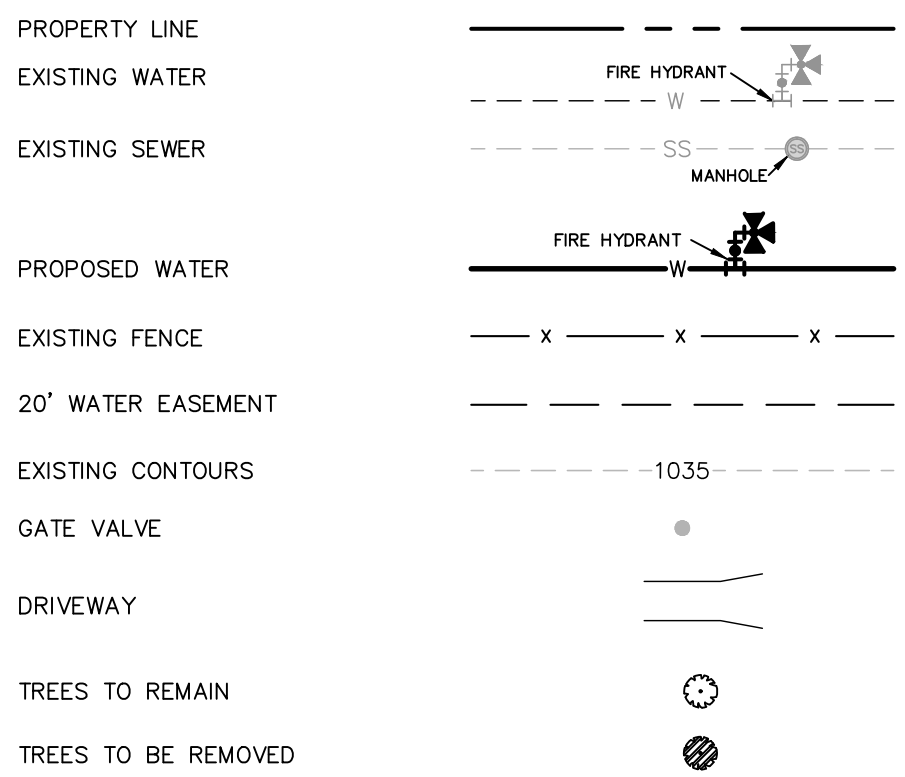 PROPERTY LINE
EXISTING WATER
FIRE HYDRANT
W
EXISTING SEWER
SS
SS
MANHOLE
FIRE HYDRANT
PROPOSED WATER
W
EXISTING FENCE
X X X
20' WATER EASEMENT
EXISTING CONTOURS
1035
GATE VALVE
DRIVEWAY
TREES TO REMAIN
TREES TO BE REMOVED